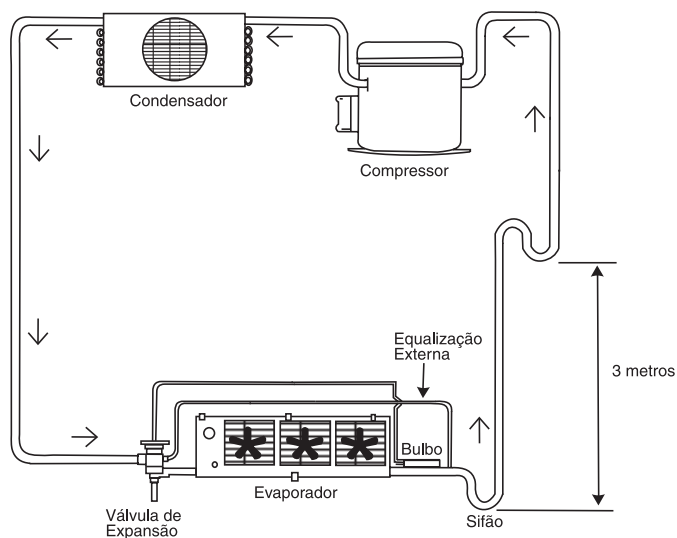 Condensador
Compressor
Equalização
Externa
3 metros
Bulbo
Evaporador
Válvula de
Expansão
Sifão